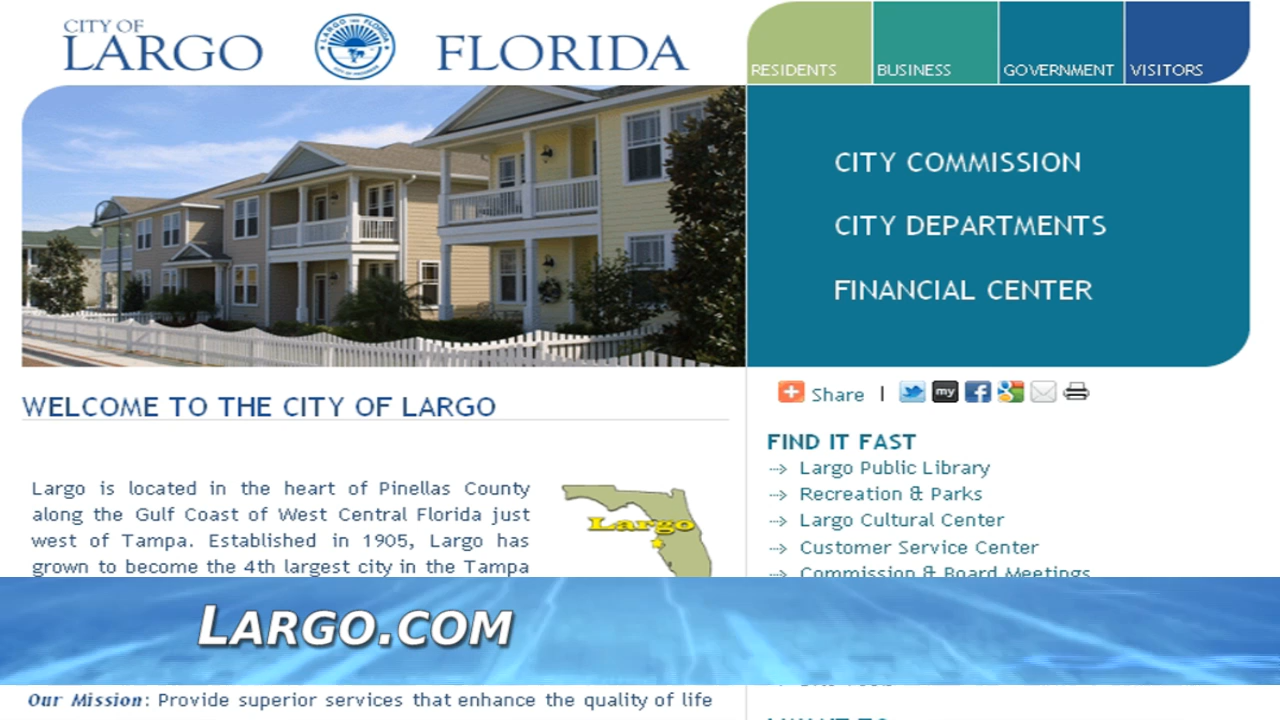 CITY OF
LARGO
FLORIDA
RESIDENTS
BUSINESS
GOVERNMENT
VISITORS
CITY COMMISSION
CITY DEPARTMENTS
FINANCIAL CENTER
Share |
my
WELCOME TO THE CITY OF LARGO
Largo is located in the heart of Pinellas County
along the Gulf Coast of West Central Florida just
west of Tampa. Established in 1905, Largo has
grown to become the 4th largest city in the Tampa
Largo
FIND IT FAST
Largo Public Library
Recreation & Parks
Largo Cultural Center
Customer Service Center
Commission & Board Meetings
LARGO.COM
Our Mission: Provide superior services that enhance the quality of life